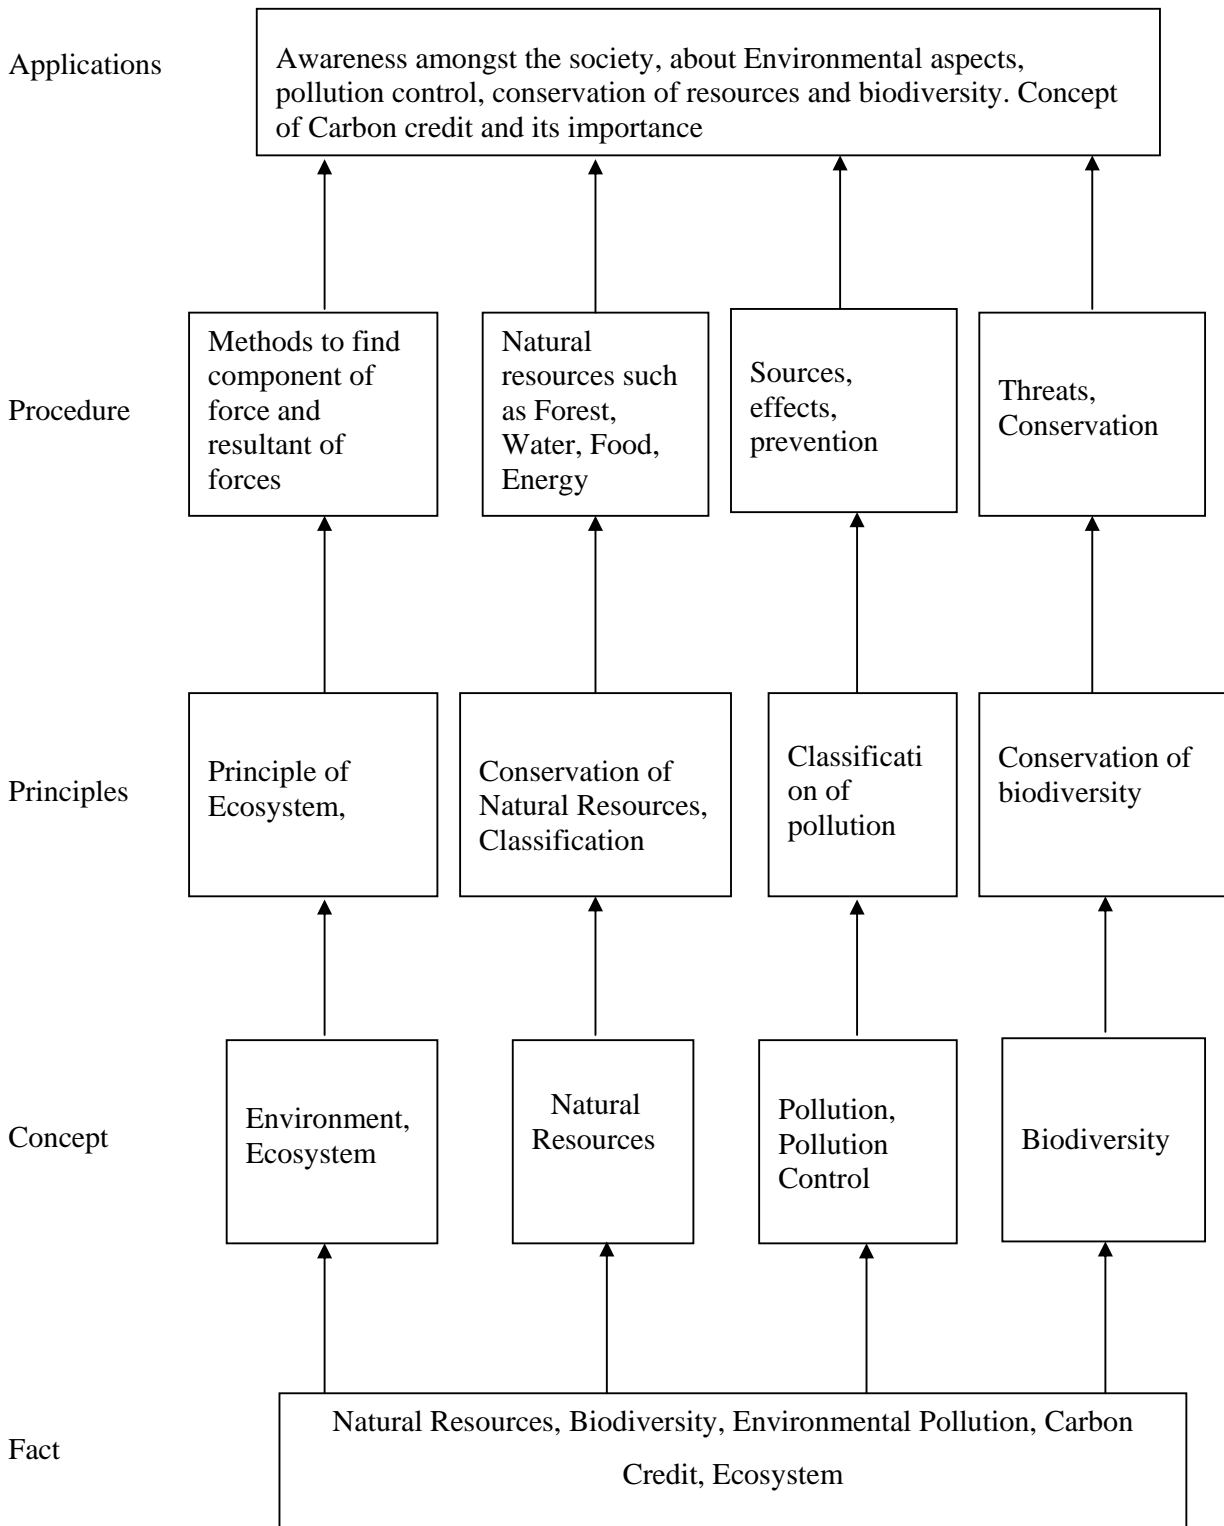 Applications
Awareness amongst the society, about Environmental aspects,
pollution control, conservation of resources and biodiversity. Concept
of Carbon credit and its importance
Procedure
Methods to find
component of
force and
resultant of
forces
Natural
resources such
as Forest,
Water, Food,
Energy
Sources,
effects,
prevention
Threats,
Conservation
Principles
Principle of
Ecosystem,
Conservation of
Natural Resources,
Classification
Classificati
on of
pollution
Conservation of
biodiversity
Concept
Environment,
Ecosystem
Natural
Resources
Pollution,
Pollution
Control
Biodiversity
Fact
Natural Resources, Biodiversity, Environmental Pollution, Carbon
Credit, Ecosystem